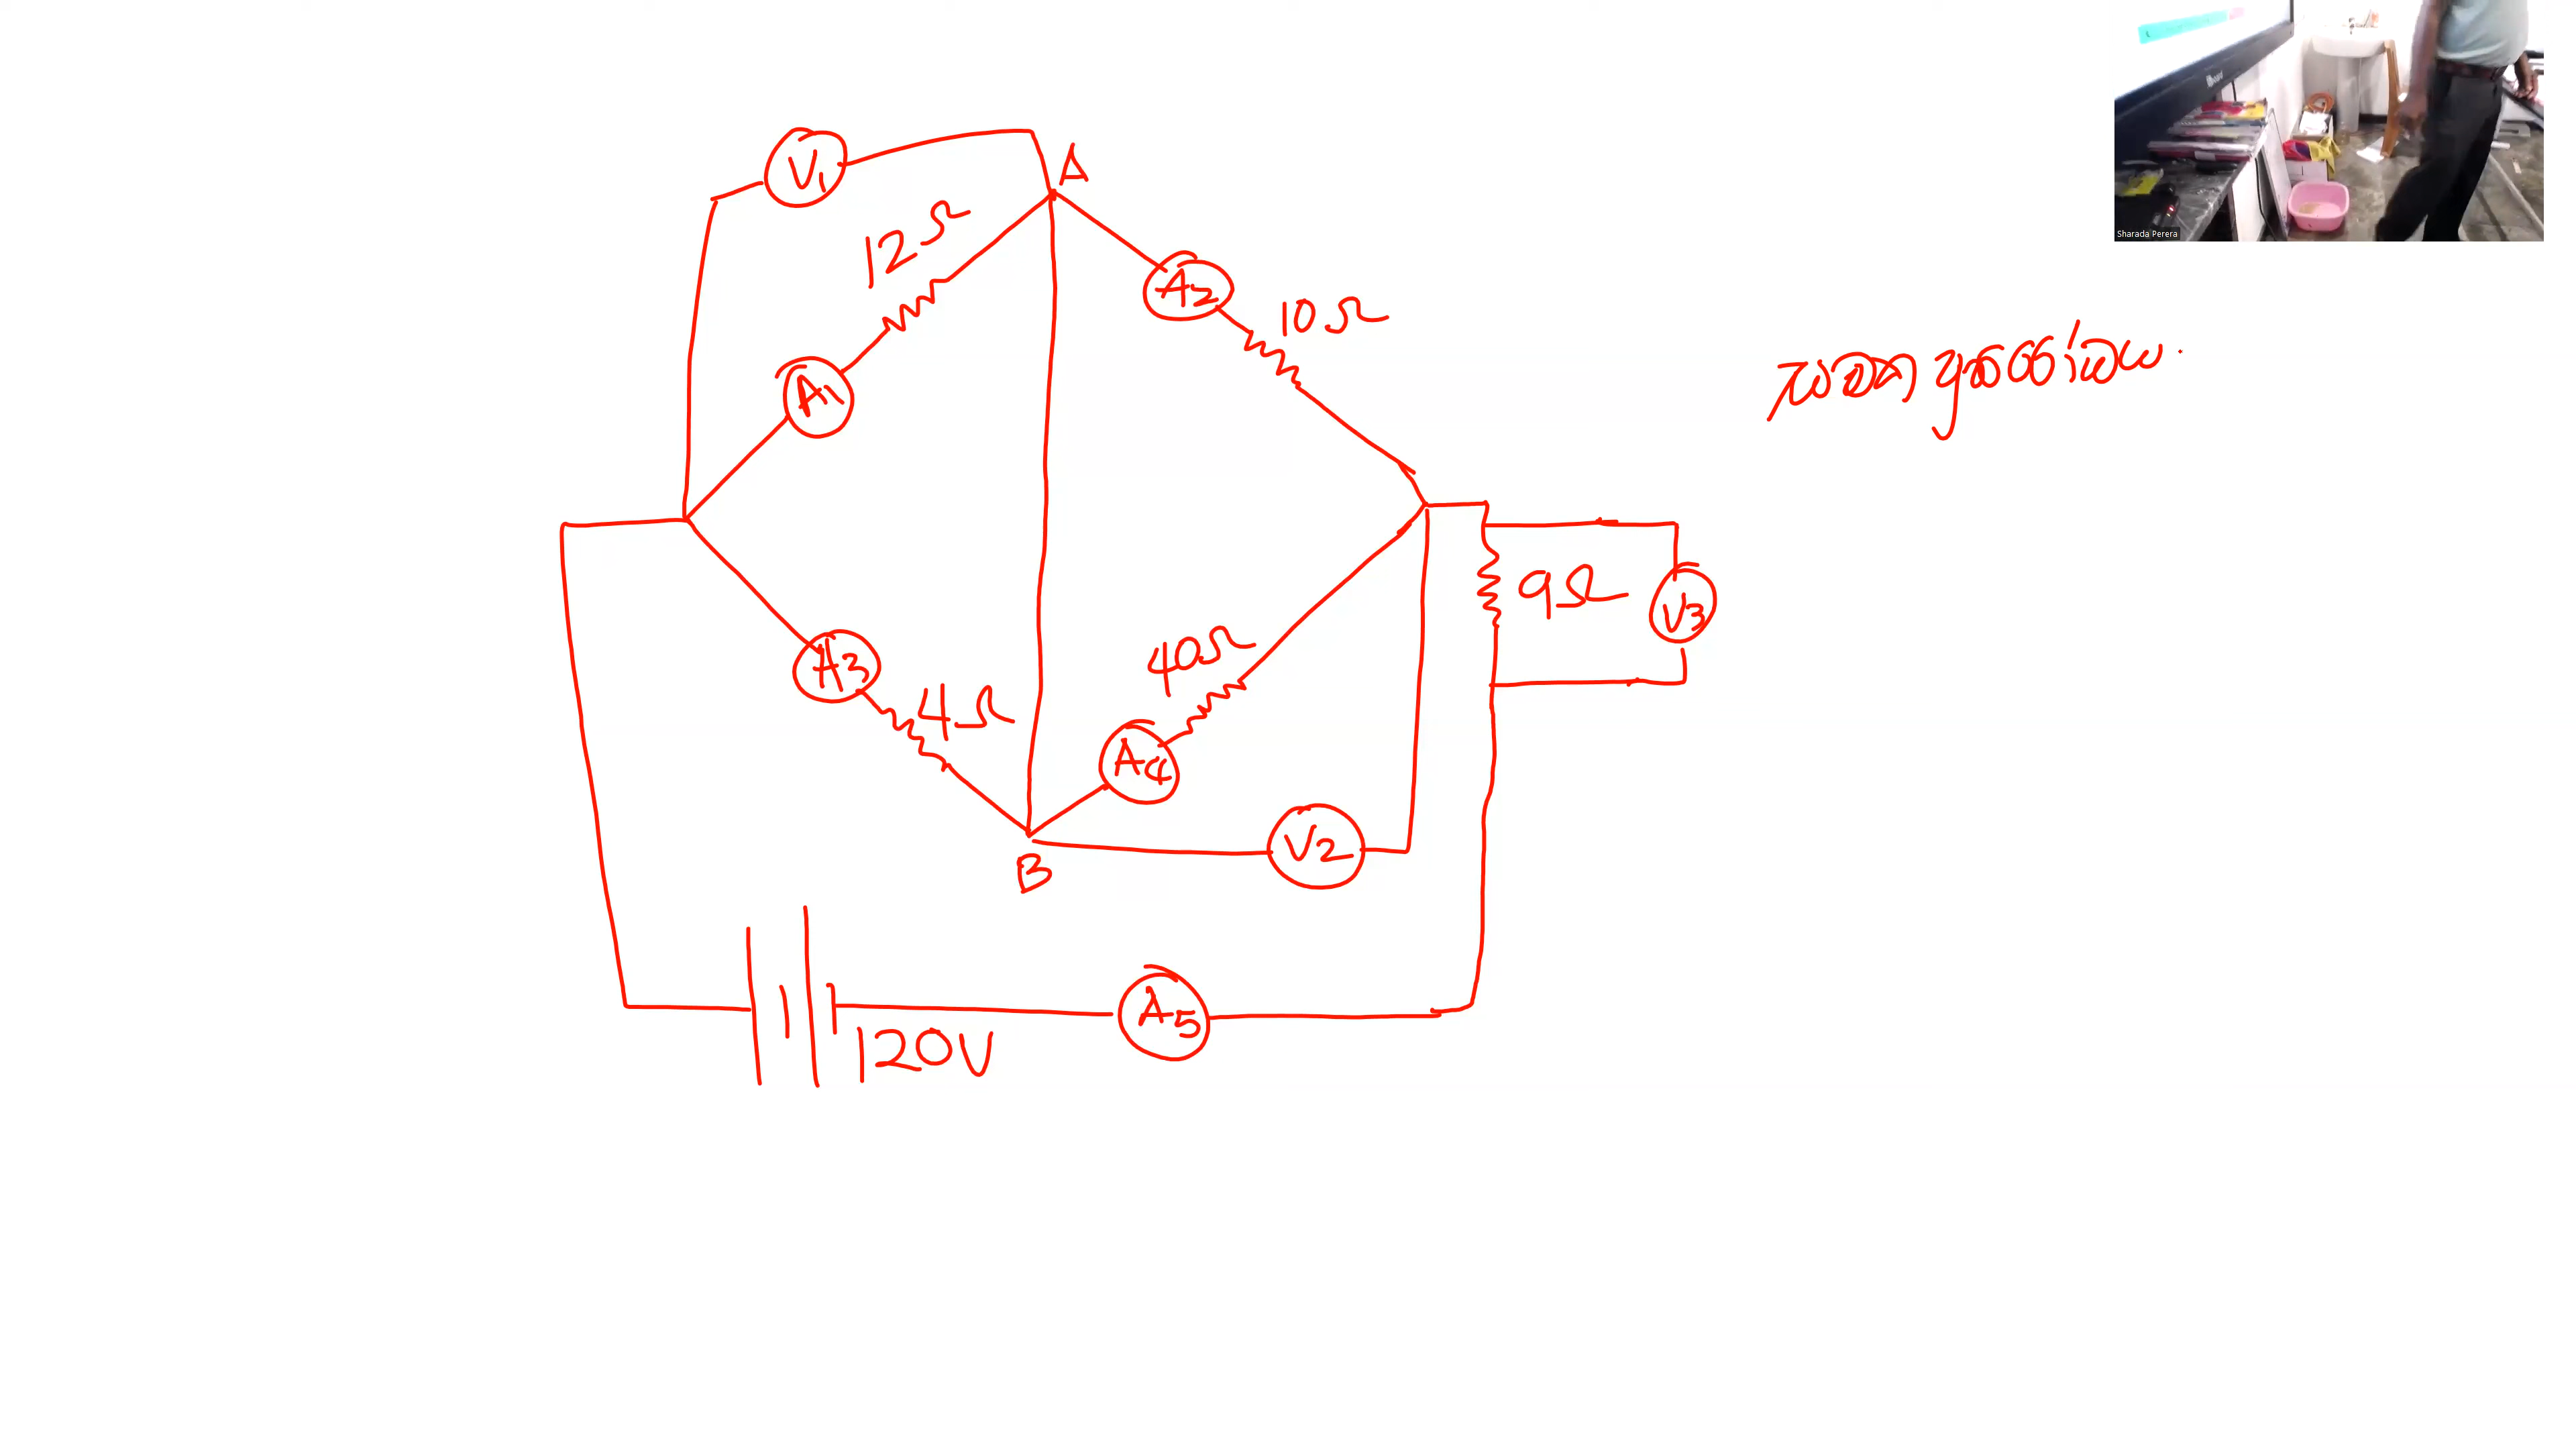 V1
A
12Ω
A2
10Ω
A1
9Ω
V3
A3
4Ω
40Ω
A4
V2
B
120V
A5
Sharada Perera